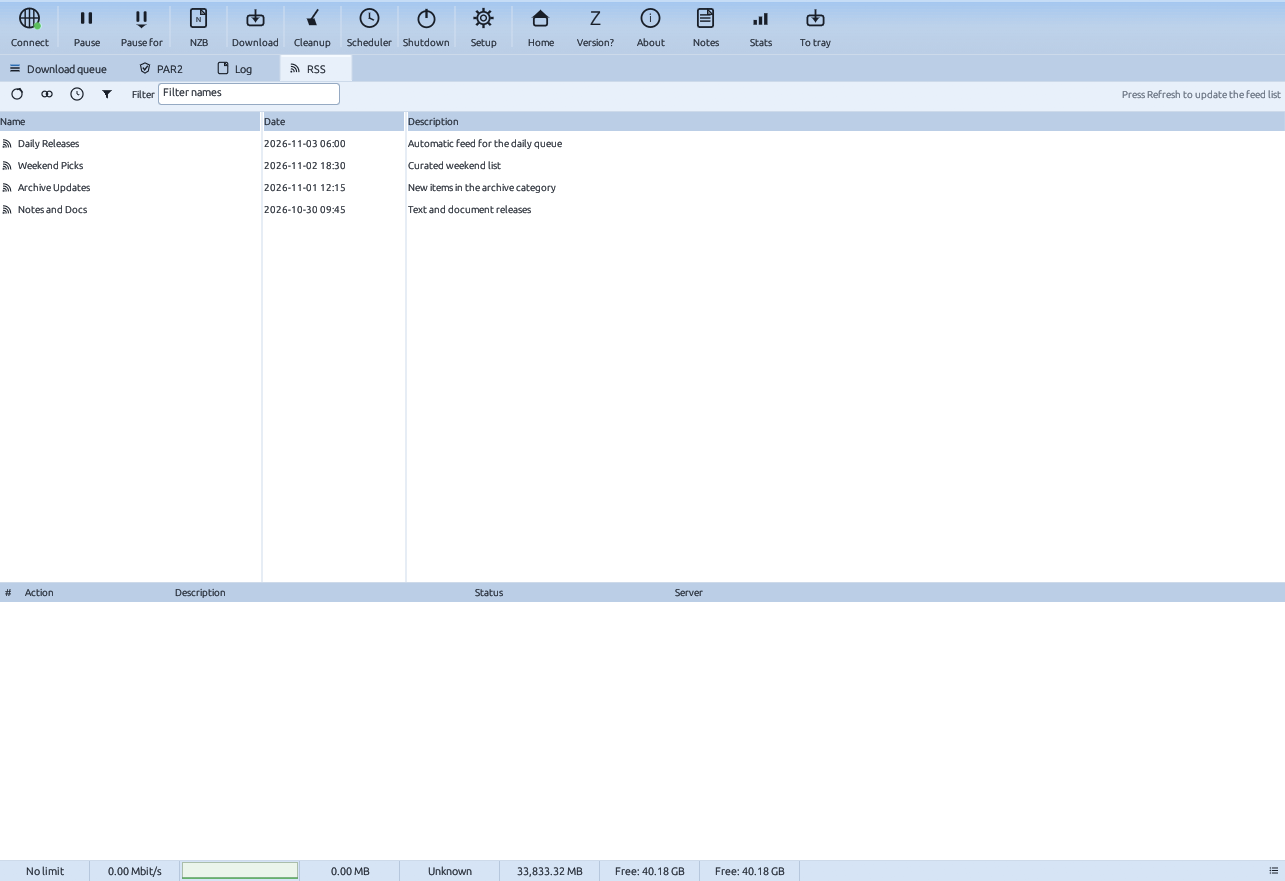 Connect Pause Pause for NZB Download Cleanup Scheduler Shutdown Setup Home Version? About Notes Stats To tray
Download queue PAR2 Log RSS
Filter Filter names Press Refresh to update the feed list
Name Date Description
Daily Releases 2026-11-03 06:00 Automatic feed for the daily queue
Weekend Picks 2026-11-02 18:30 Curated weekend list
Archive Updates 2026-11-01 12:15 New items in the archive category
Notes and Docs 2026-10-30 09:45 Text and document releases
# Action Description Status Server
No limit 0.00 Mbit/s 0.00 MB Unknown 33,833.32 MB Free: 40.18 GB Free: 40.18 GB